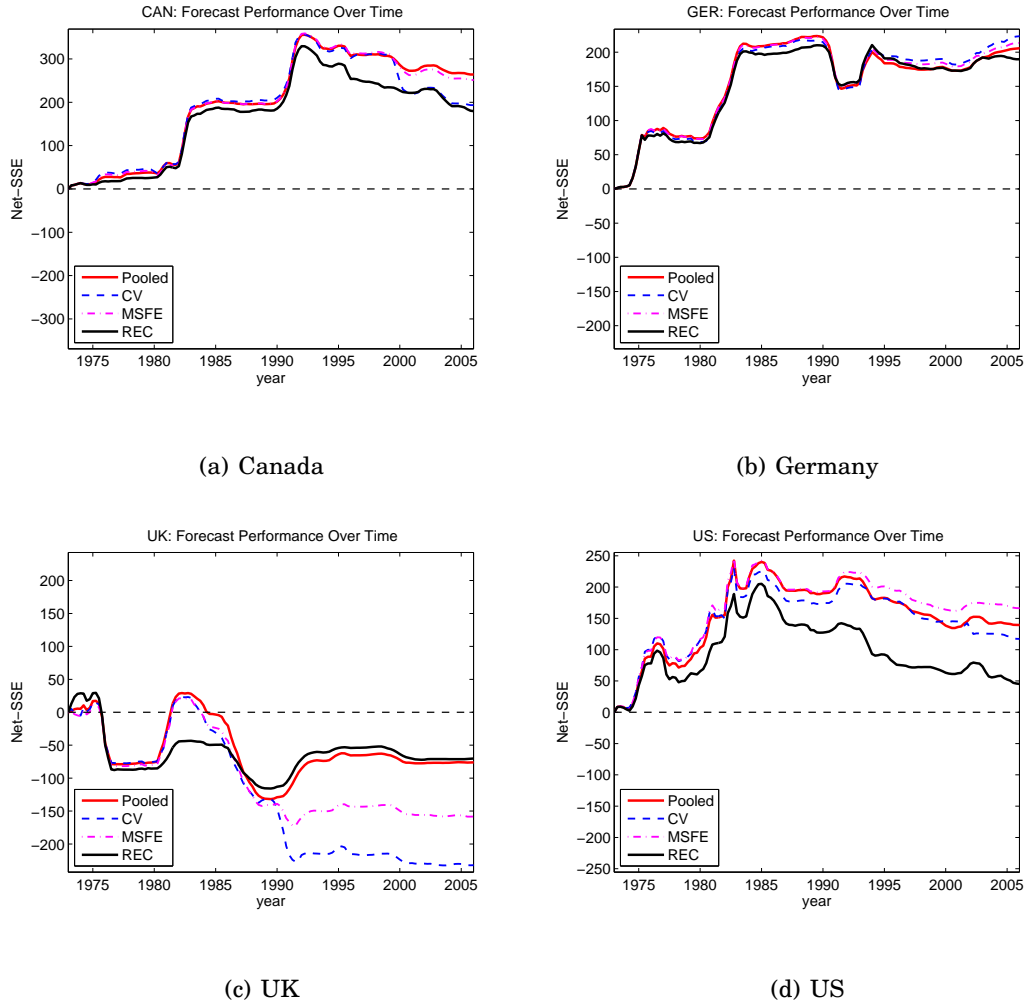 CAN: Forecast Performance Over Time
Net−SSE
300
200
100
0
−100
−200
−300
Pooled
CV
MSFE
REC
1975 1980 1985 1990 1995 2000 2005
year
(a) Canada
GER: Forecast Performance Over Time
Net−SSE
200
150
100
50
0
−50
−100
−150
−200
Pooled
CV
MSFE
REC
1975 1980 1985 1990 1995 2000 2005
year
(b) Germany
UK: Forecast Performance Over Time
Net−SSE
200
150
100
50
0
−50
−100
−150
−200
Pooled
CV
MSFE
REC
1975 1980 1985 1990 1995 2000 2005
year
(c) UK
US: Forecast Performance Over Time
Net−SSE
250
200
150
100
50
0
−50
−100
−150
−200
−250
Pooled
CV
MSFE
REC
1975 1980 1985 1990 1995 2000 2005
year
(d) US